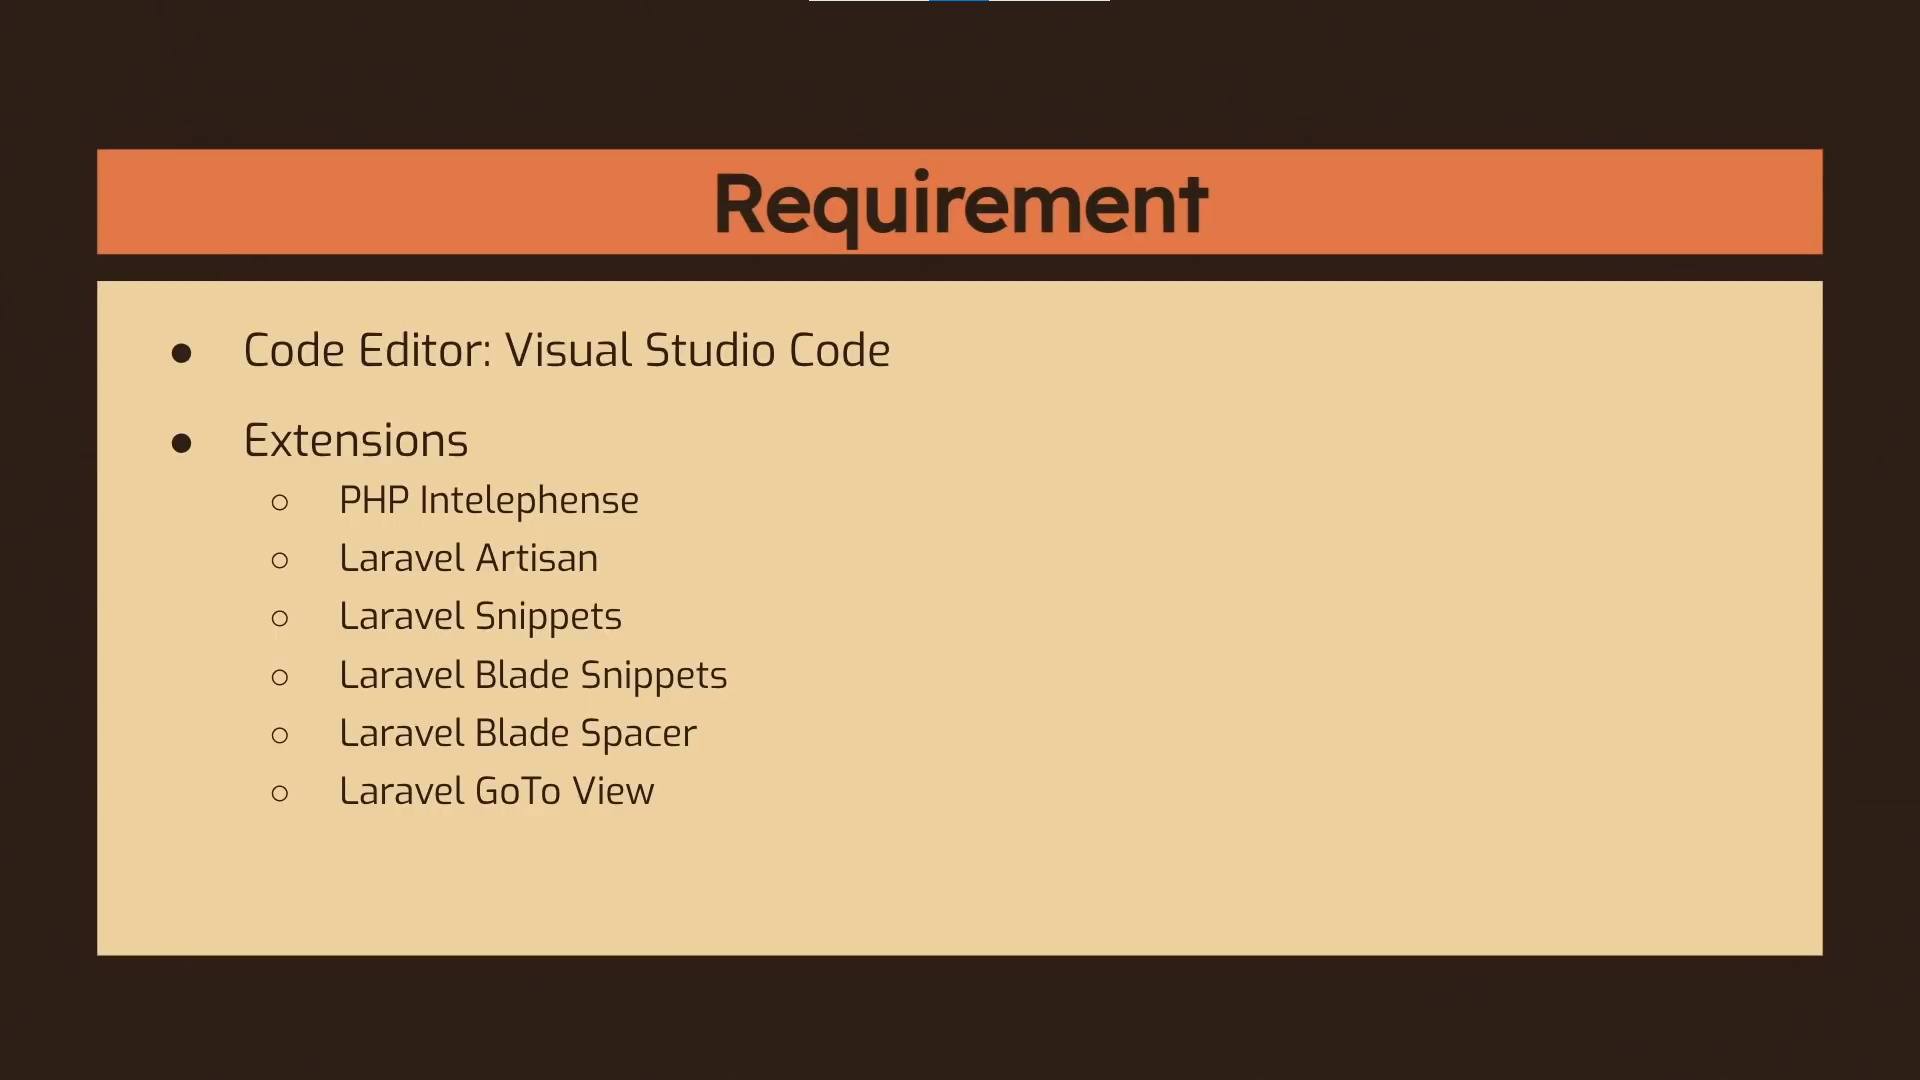 Requirement
● Code Editor: Visual Studio Code
● Extensions
○ PHP Intelephense
○ Laravel Artisan
○ Laravel Snippets
○ Laravel Blade Snippets
○ Laravel Blade Spacer
○ Laravel GoTo View